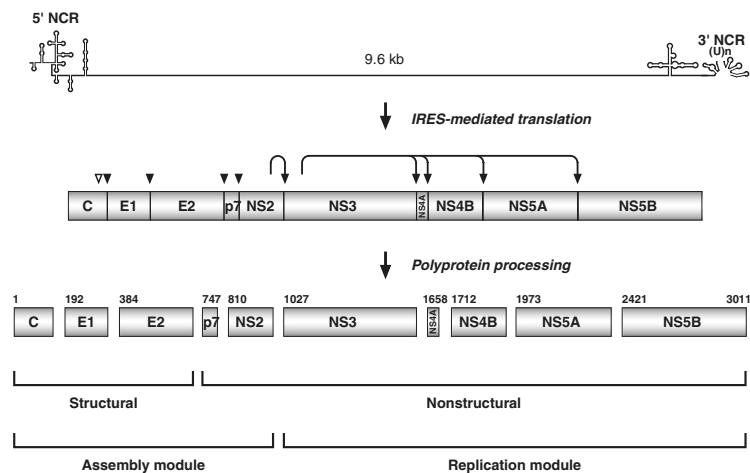 5' NCR
3' NCR
(U)n
9.6 kb
IRES-mediated translation
C E1 E2 p7 NS2 NS3 NS4A NS4B NS5A NS5B
Polyprotein processing
1 192 384 747 810 1027 1658 1712 1973 2421 3011
C E1 E2 p7 NS2 NS3 NS4A NS4B NS5A NS5B
Structural Nonstructural
Assembly module Replication module